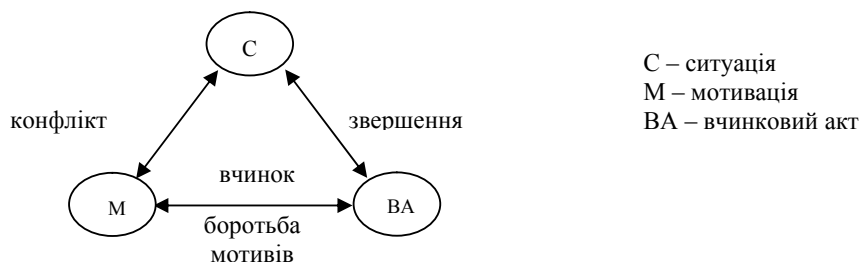 С
С – ситуація
М – мотивація
ВА – вчинковий акт
конфлікт
звершення
вчинок
М
ВА
боротьба
мотивів